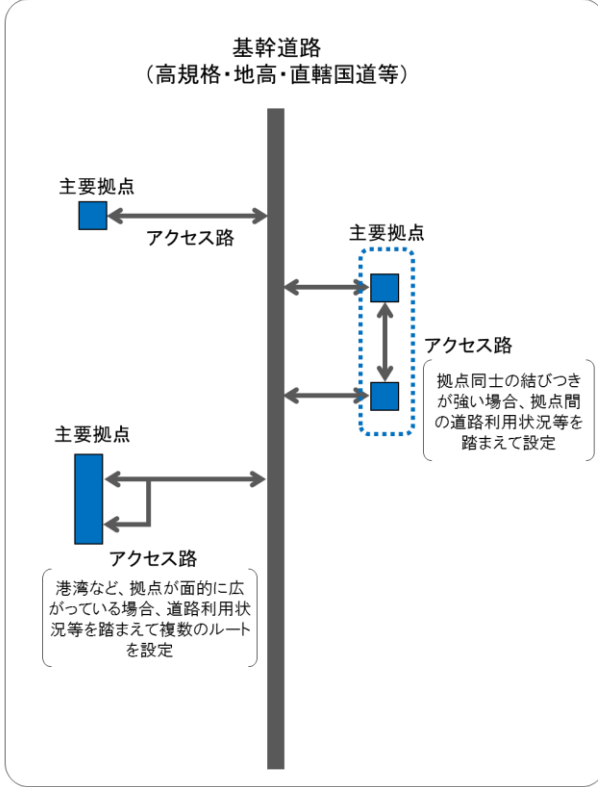 基幹道路
（高規格・地高・直轄国道等）
主要拠点
アクセス路
主要拠点
アクセス路
拠点同士の結びつき
が強い場合、拠点間
の道路利用状況等を
踏まえて設定
主要拠点
アクセス路
港湾など、拠点が面的に広
がっている場合、道路利用状
況等を踏まえて複数のルート
を設定